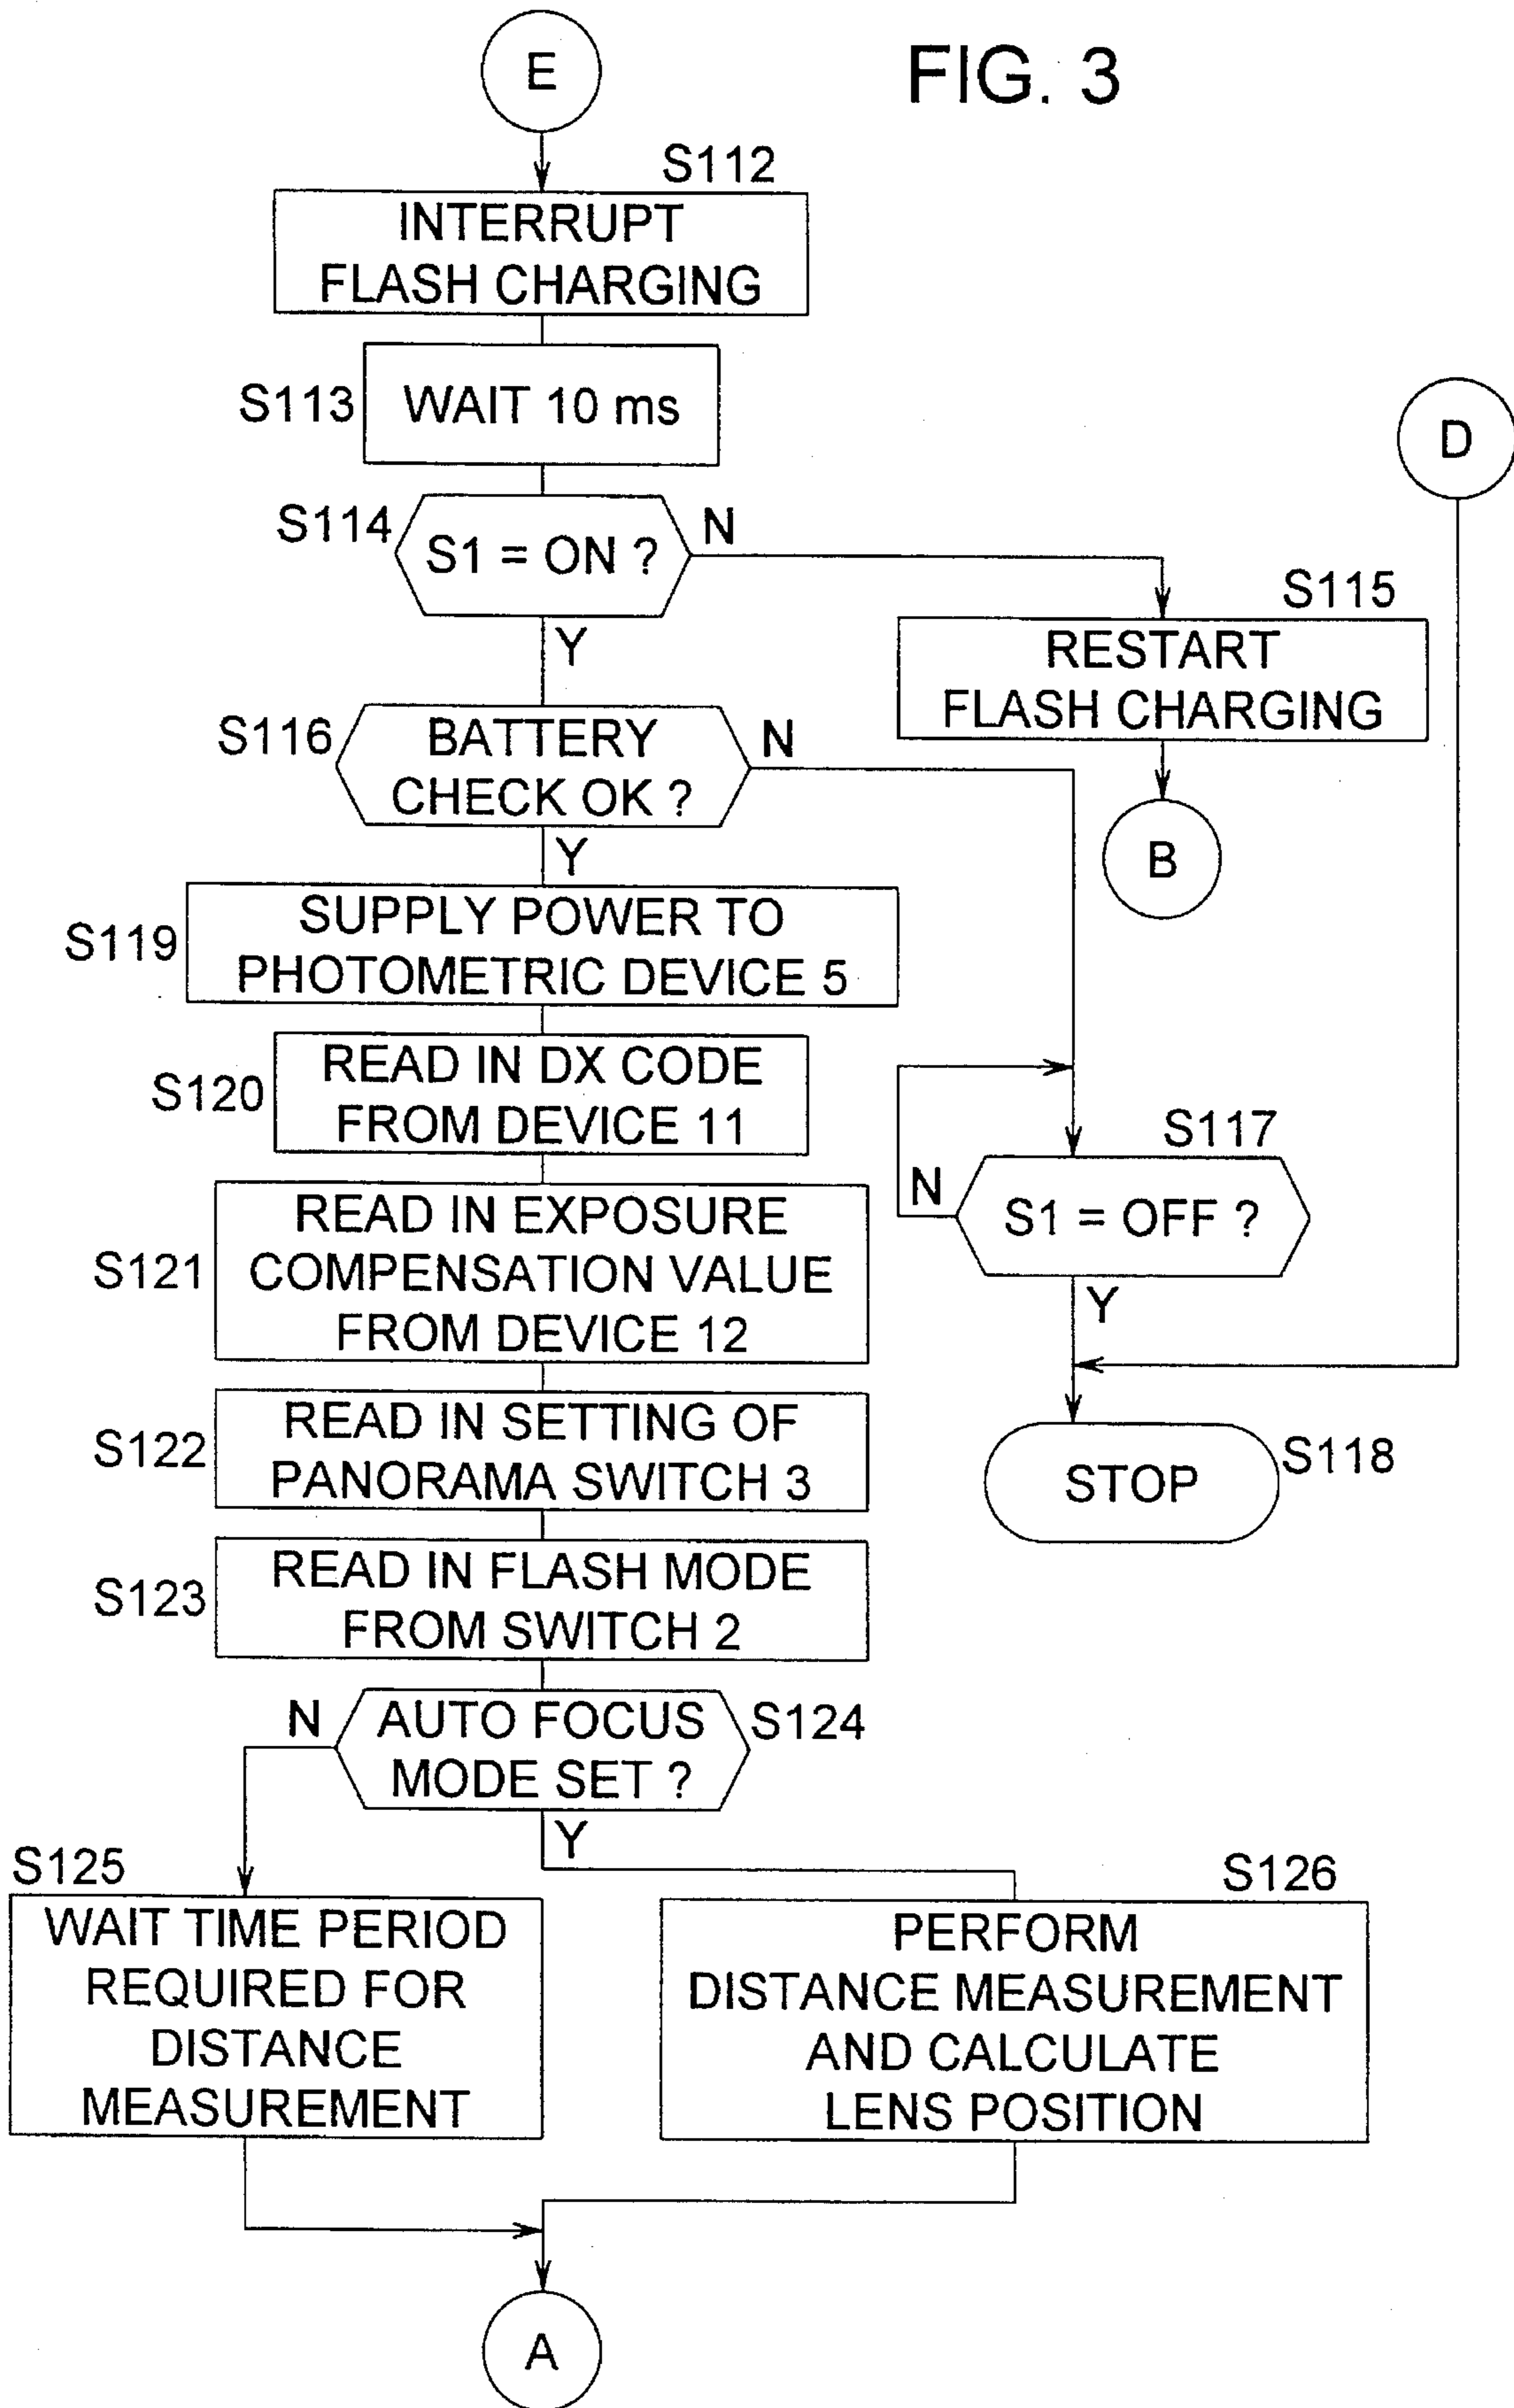 FIG. 3
E
S112
INTERRUPT
FLASH CHARGING
S113
WAIT 10 ms
D
S114
S1 = ON ?
N
Y
S115
RESTART
FLASH CHARGING
B
S116
BATTERY
CHECK OK ?
N
Y
S119
SUPPLY POWER TO
PHOTOMETRIC DEVICE 5
S120
READ IN DX CODE
FROM DEVICE 11
S117
S1 = OFF ?
N
Y
S121
READ IN EXPOSURE
COMPENSATION VALUE
FROM DEVICE 12
S122
READ IN SETTING OF
PANORAMA SWITCH 3
STOP
S118
S123
READ IN FLASH MODE
FROM SWITCH 2
N
AUTO FOCUS
MODE SET ?
S124
Y
S125
WAIT TIME PERIOD
REQUIRED FOR
DISTANCE
MEASUREMENT
S126
PERFORM
DISTANCE MEASUREMENT
AND CALCULATE
LENS POSITION
A